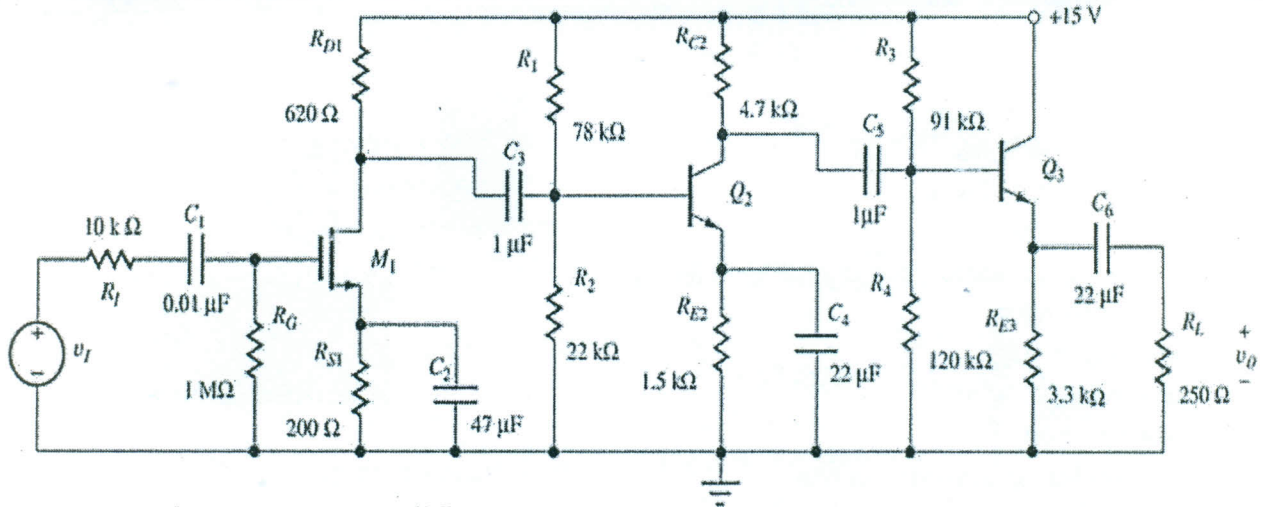 +15 V
R_D1
620 Ω
R_1
78 kΩ
R_C2
4.7 kΩ
R_3
91 kΩ
C_3
1 µF
C_5
1µF
Q_2
Q_3
C_6
22 µF
10 k Ω
R_I
C_1
0.01 µF
M_1
v_I
+
−
R_G
1 MΩ
R_S1
200 Ω
C_2
47 µF
R_2
22 kΩ
R_E2
1.5 kΩ
C_4
22 µF
R_4
120 kΩ
R_E3
3.3 kΩ
R_L
250 Ω
+
v_0
−